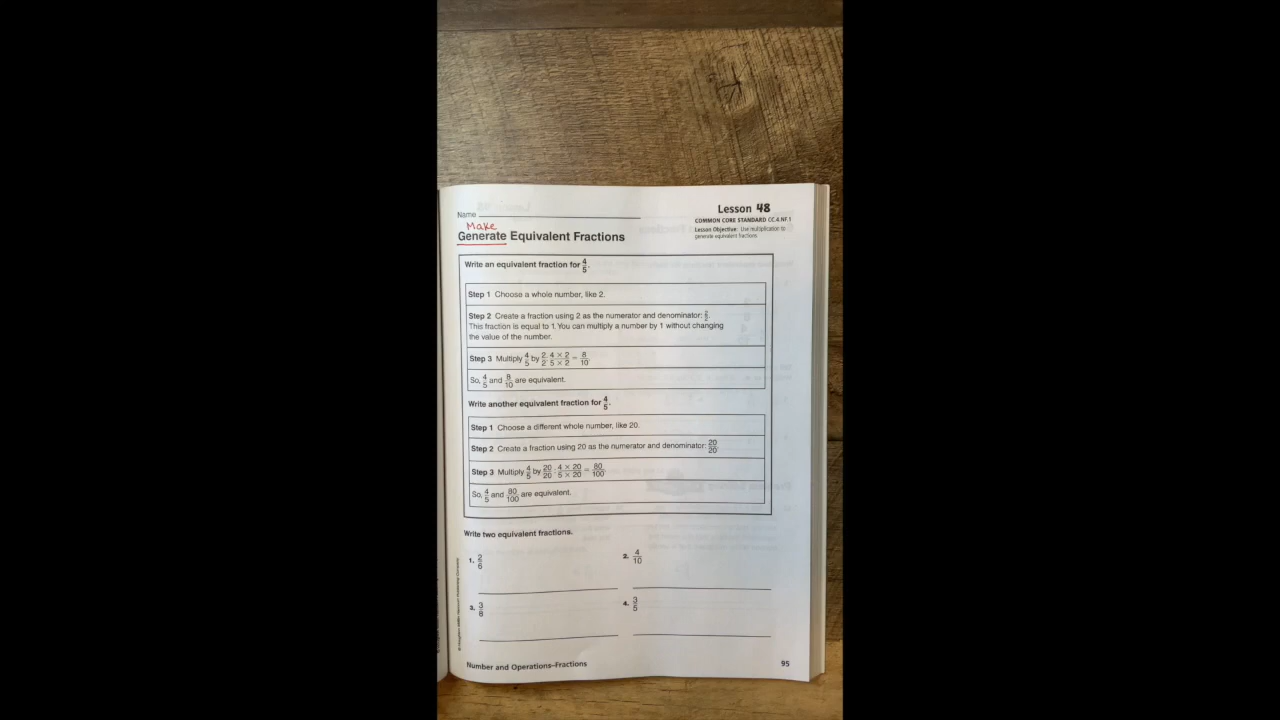 Lesson 48
COMMON CORE STANDARD CC.4.NF.1
Lesson Objective: Use multiplication to
generate equivalent fractions.
Name
Make
Generate Equivalent Fractions
Write an equivalent fraction for 4/5.
Step 1 Choose a whole number, like 2.
Step 2 Create a fraction using 2 as the numerator and denominator: 2/2.
This fraction is equal to 1. You can multiply a number by 1 without changing
the value of the number.
Step 3 Multiply 4/5 by 2/2: 4 × 2/5 × 2 = 8/10.
So, 4/5 and 8/10 are equivalent.
Write another equivalent fraction for 4/5.
Step 1 Choose a different whole number, like 20.
Step 2 Create a fraction using 20 as the numerator and denominator: 20/20.
Step 3 Multiply 4/5 by 20/20: 4 × 20/5 × 20 = 80/100.
So, 4/5 and 80/100 are equivalent.
Write two equivalent fractions.
1. 2/6
2. 4/10
3. 3/8
4. 3/5
Number and Operations–Fractions
95